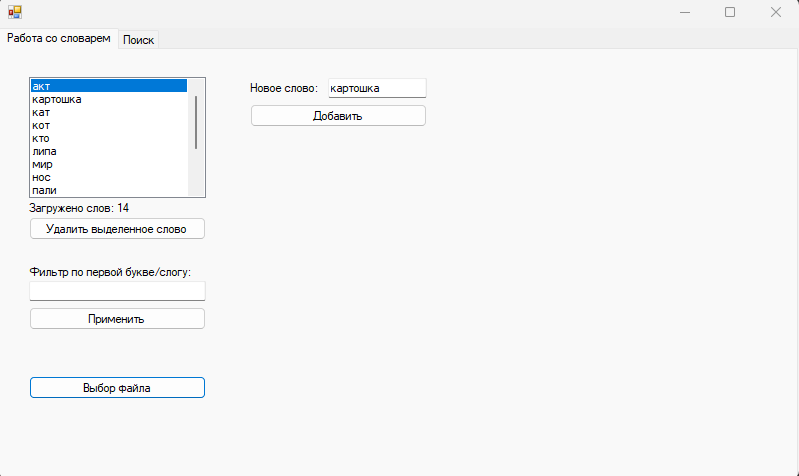 Работа со словарем
Поиск
акт
картошка
кат
кот
кто
липа
мир
нос
пали
Загружено слов: 14
Удалить выделенное слово
Фильтр по первой букве/слогу:
Применить
Выбор файла
Новое слово: картошка
Добавить